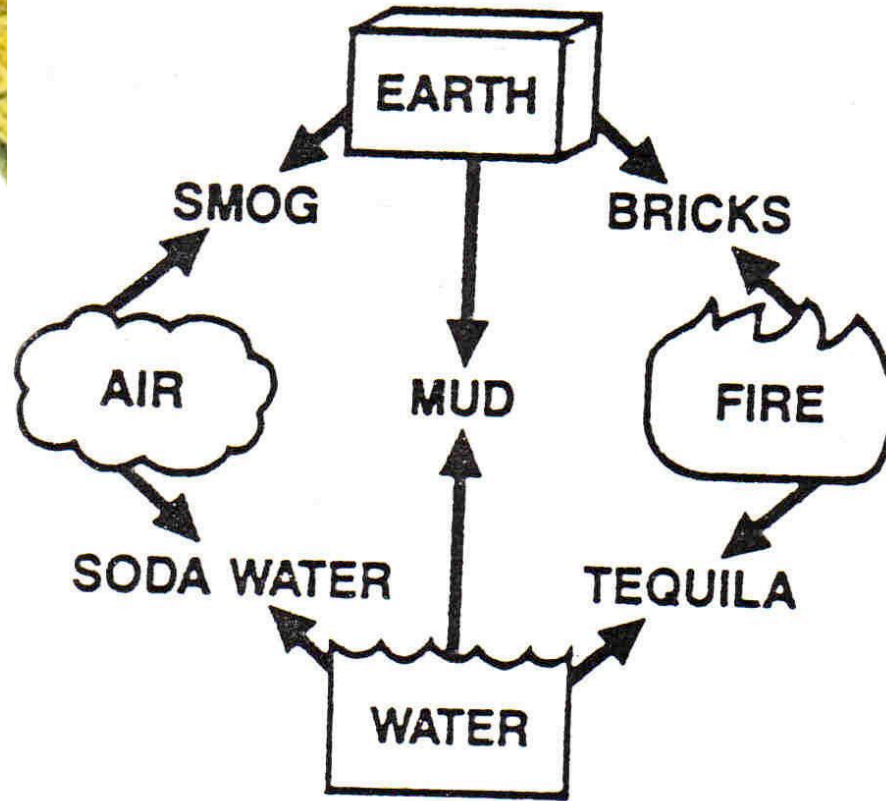 EARTH
SMOG
BRICKS
AIR
MUD
FIRE
SODA WATER
TEQUILA
WATER